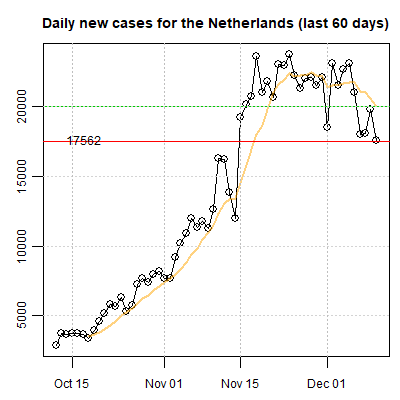 Daily new cases for the Netherlands (last 60 days)
20000
17562
15000
10000
5000
Oct 15
Nov 01
Nov 15
Dec 01